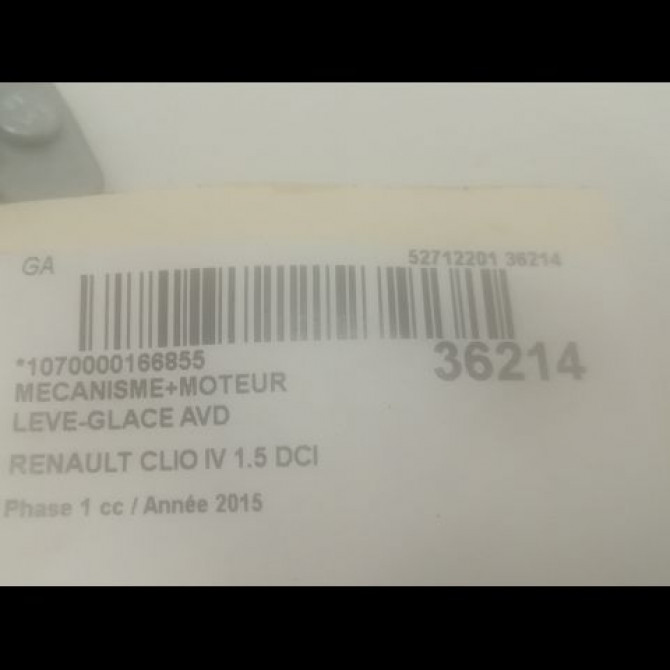 GA
52712201 36214
*1070000166855
36214
MECANISME+MOTEUR
LEVE-GLACE AVD
RENAULT CLIO IV 1.5 DCI
Phase 1 cc / Année 2015